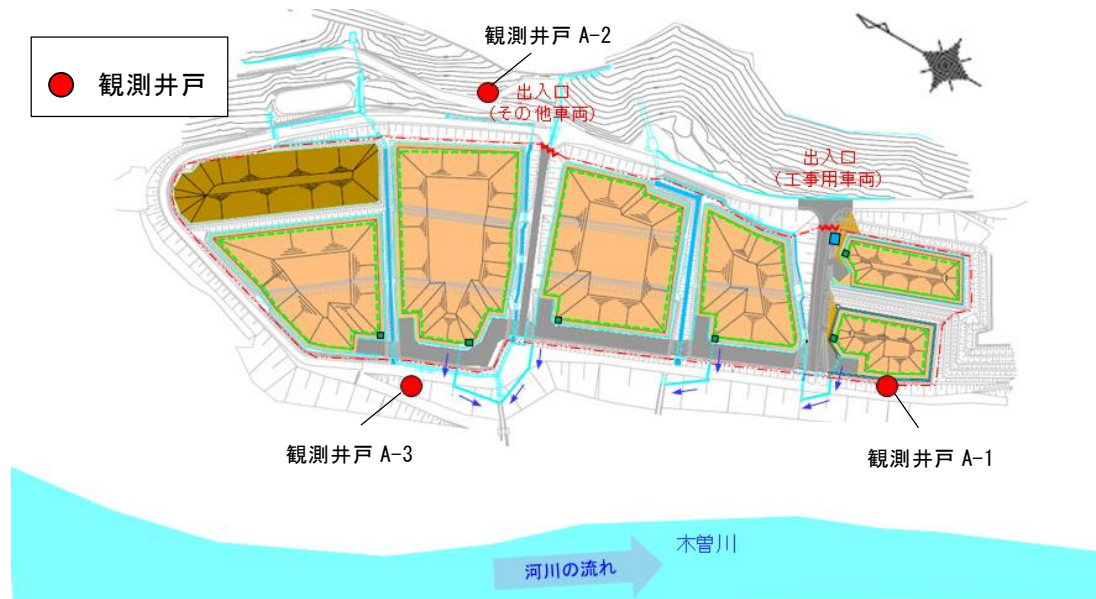 観測井戸 A-2
観測井戸
出入口
(その他車両)
出入口
(工事用車両)
観測井戸 A-3
観測井戸 A-1
木曽川
河川の流れ